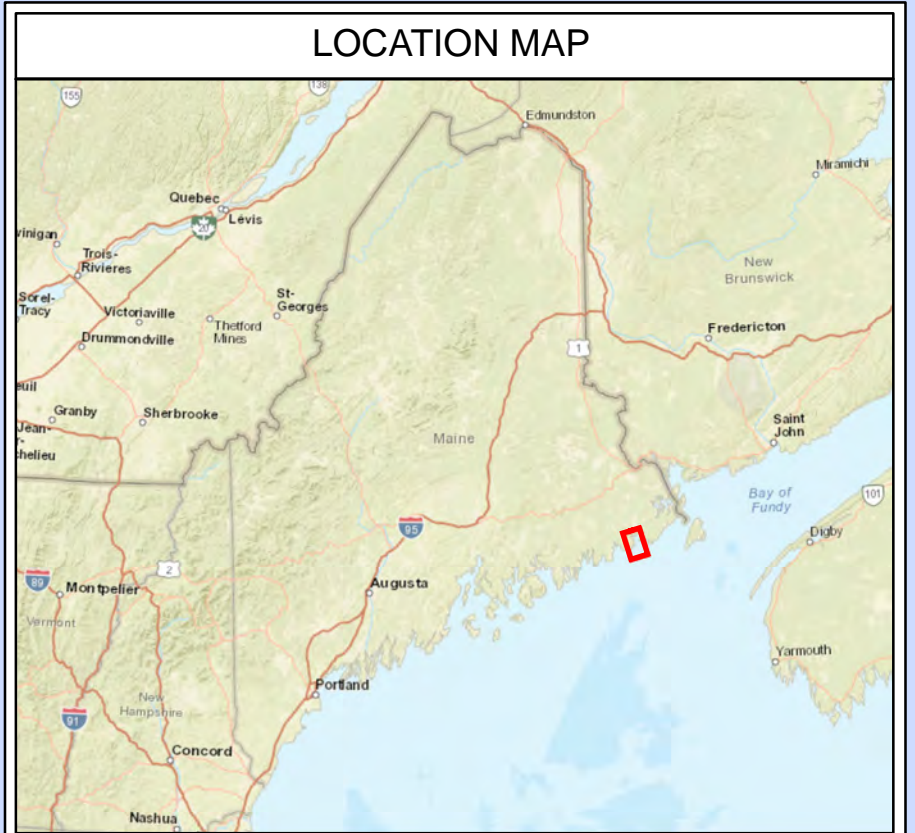 LOCATION MAP
155
138
Edmundston
Miramichi
Quebec
Lévis
20
vinigan
Trois-
Rivieres
New
Brunswick
Sorel-
Tracy
St-
Georges
Victoriaville
Thetford
Mines
Fredericton
Drummondville
1
euil
Granby
Sherbrooke
Saint
John
Jean-
r-
chelieu
Maine
Bay of
Fundy
101
95
Digby
2
89
Montpelier
Augusta
Vermont
Yarmouth
Portland
New
Hampshire
91
Concord
Nashua